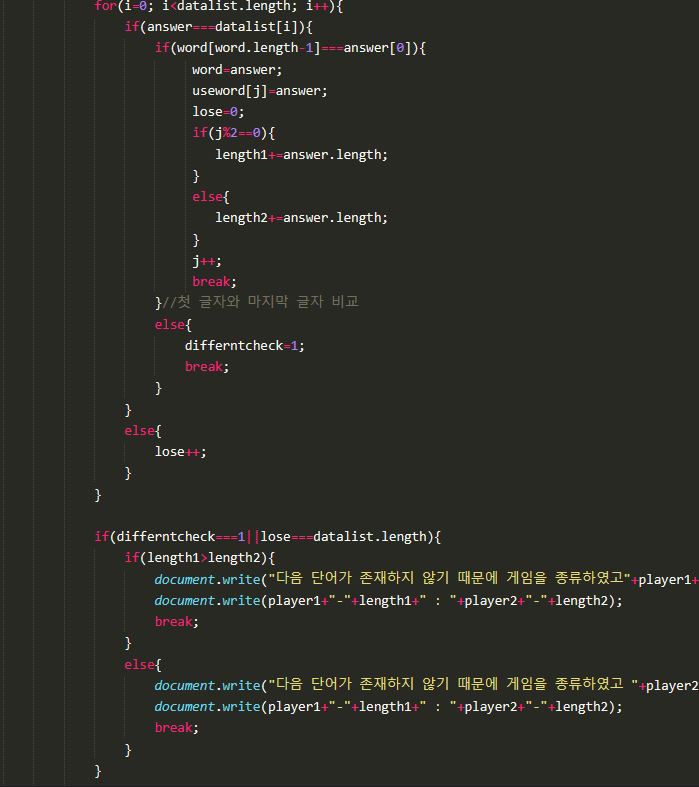 for(i=0; i<datalist.length; i++){
if(answer===datalist[i]){
if(word[word.length-1]===answer[0]){
word=answer;
useword[j]=answer;
lose=0;
if(j%2==0){
length1+=answer.length;
}
else{
length2+=answer.length;
}
j++;
break;
}//첫 글자와 마지막 글자 비교
else{
differntcheck=1;
break;
}
}
else{
lose++;
}
}
if(differntcheck===1||lose===datalist.length){
if(length1>length2){
document.write("다음 단어가 존재하지 않기 때문에 게임을 종류하였고"+player1+
document.write(player1+"-"+length1+" : "+player2+"-"+length2);
break;
}
else{
document.write("다음 단어가 존재하지 않기 때문에 게임을 종류하였고 "+player2
document.write(player1+"-"+length1+" : "+player2+"-"+length2);
break;
}
}